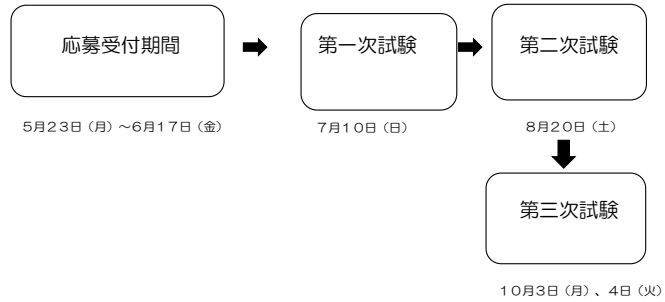 応募受付期間
第一次試験
第二次試験
5月23日（月）～6月17日（金）
7月10日（日）
8月20日（土）
第三次試験
10月3日（月）、4日（火）